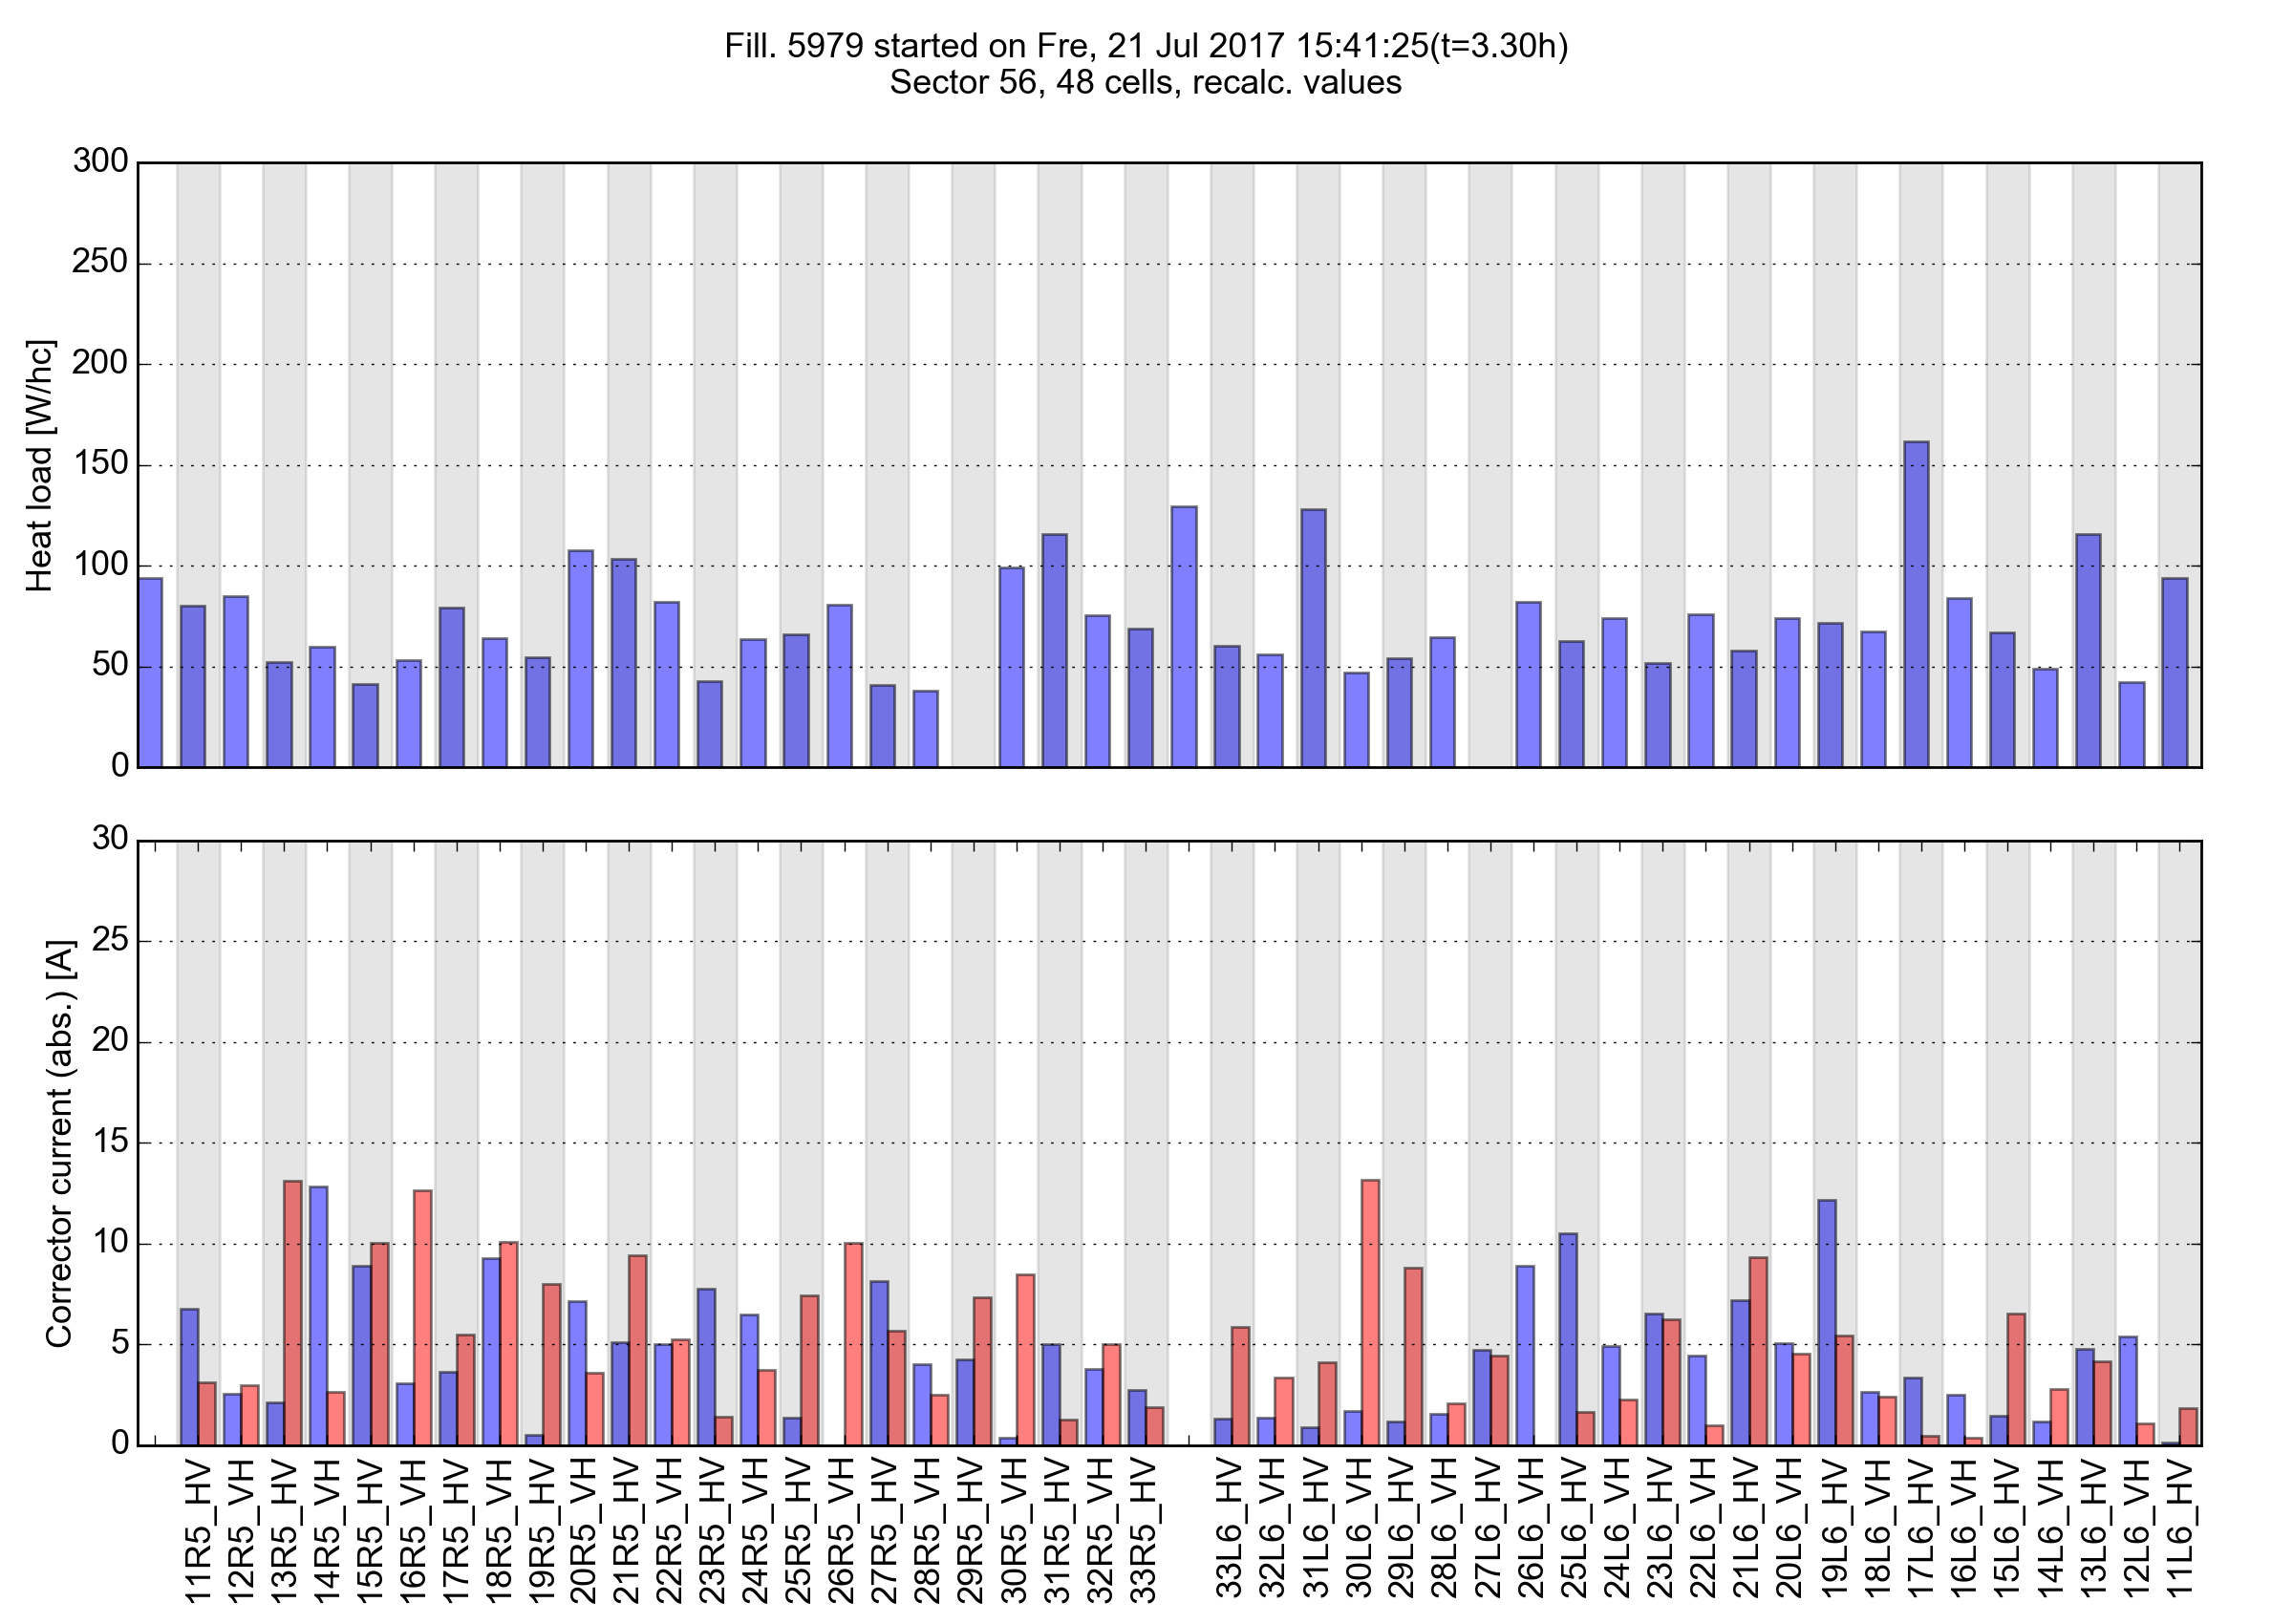 Fill. 5979 started on Fre, 21 Jul 2017 15:41:25(t=3.30h)
Sector 56, 48 cells, recalc. values
300
250
200
150
100
50
0
Heat load [W/hc]
30
25
20
15
10
5
0
Corrector current (abs.) [A]
11R5_HV
12R5_VH
13R5_HV
14R5_VH
15R5_HV
16R5_VH
17R5_HV
18R5_VH
19R5_HV
20R5_VH
21R5_HV
22R5_VH
23R5_HV
24R5_VH
25R5_HV
26R5_VH
27R5_HV
28R5_VH
29R5_HV
30R5_VH
31R5_HV
32R5_VH
33R5_HV
33L6_HV
32L6_VH
31L6_HV
30L6_VH
29L6_HV
28L6_VH
27L6_HV
26L6_VH
25L6_HV
24L6_VH
23L6_HV
22L6_VH
21L6_HV
20L6_VH
19L6_HV
18L6_VH
17L6_HV
16L6_VH
15L6_HV
14L6_VH
13L6_HV
12L6_VH
11L6_HV